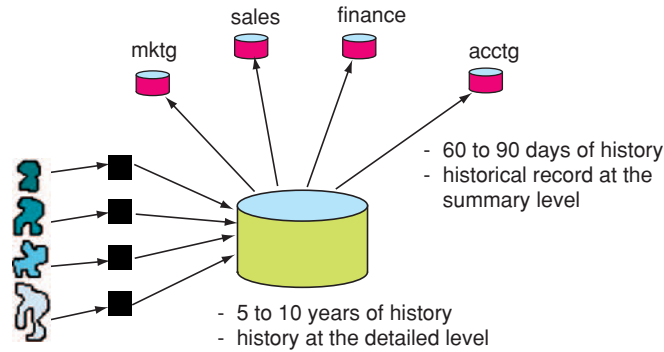 sales
finance
mktg
acctg
- 60 to 90 days of history
- historical record at the
summary level
- 5 to 10 years of history
- history at the detailed level